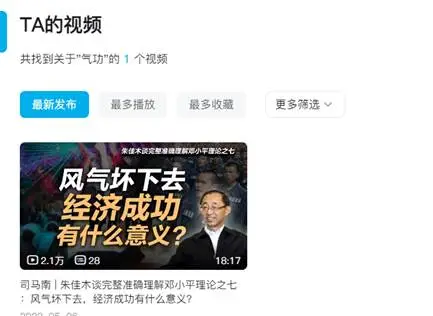 TA的视频
共找到关于“气功”的 1 个视频
最新发布 最多播放 最多收藏 更多筛选
朱佳木谈完整准确理解邓小平理论之七
风气坏下去
经济成功
有什么意义?
2.1万 28 18:17
司马南 | 朱佳木谈完整准确理解邓小平理论之七
：风气坏下去，经济成功有什么意义？